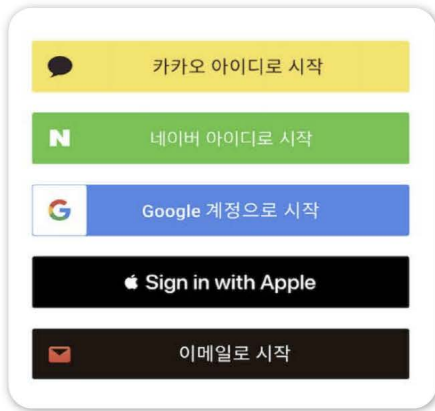 카카오 아이디로 시작
N 네이버 아이디로 시작
G Google 계정으로 시작
Sign in with Apple
이메일로 시작